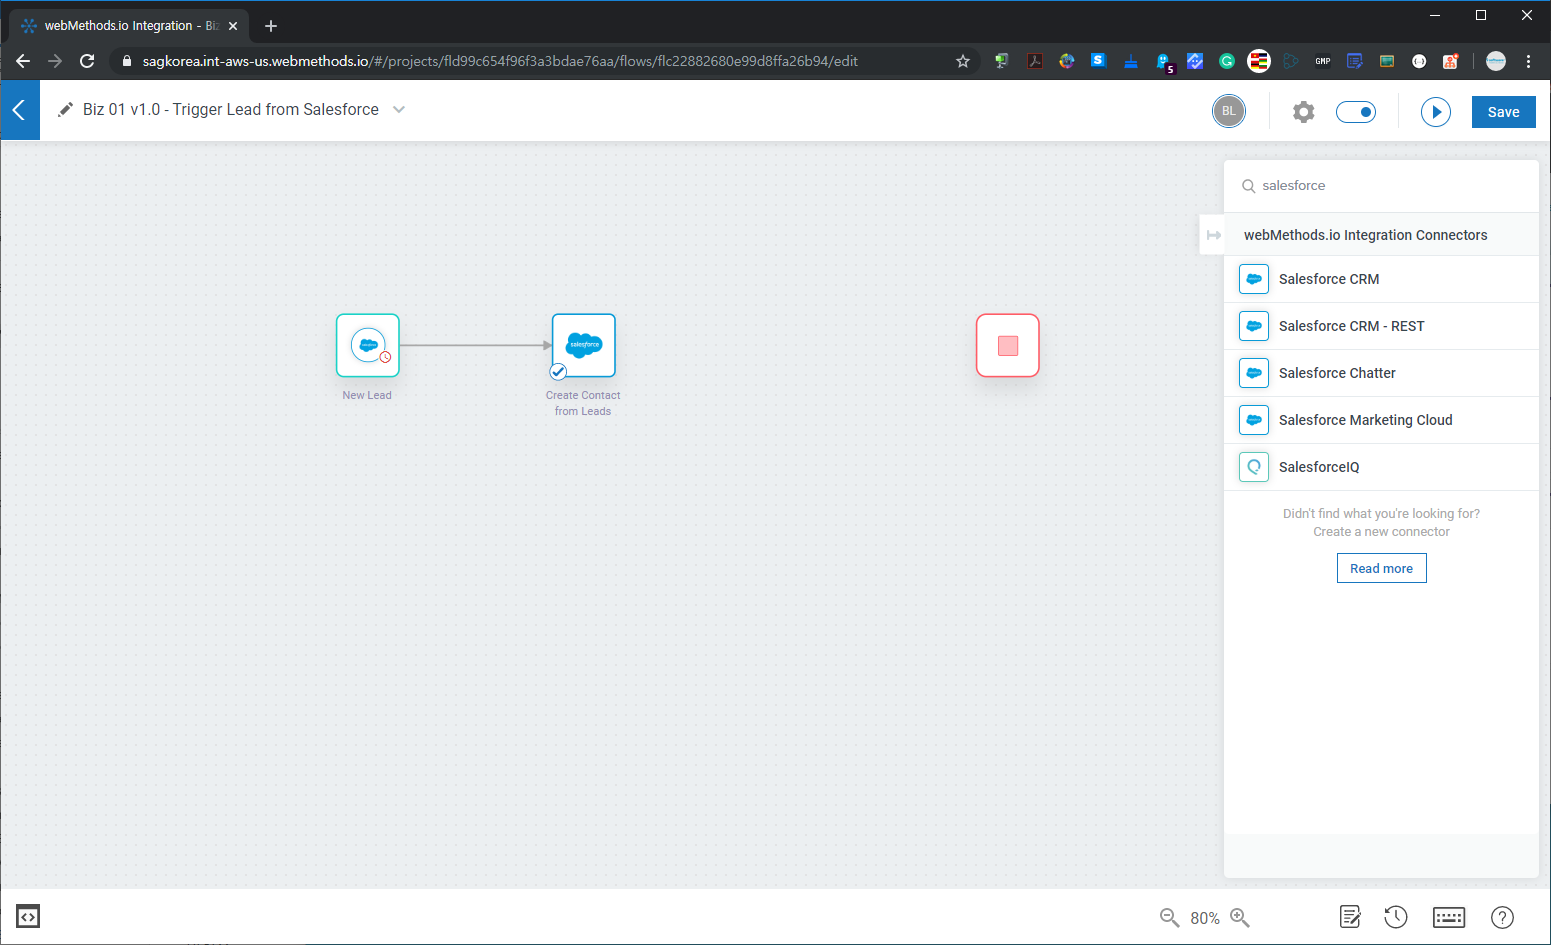 webMethods.io Integration - Biz
sagkorea.int-aws-us.webmethods.io/#/projects/fld99c654f96f3a3bdae76aa/flows/flc22882680e99d8ffa26b94/edit
S
5
G
GMP
Biz 01 v1.0 - Trigger Lead from Salesforce
BL
Save
salesforce
webMethods.io Integration Connectors
Salesforce CRM
Salesforce CRM - REST
Salesforce Chatter
Salesforce Marketing Cloud
SalesforceIQ
Didn't find what you're looking for?
Create a new connector
Read more
salesforce
New Lead
Create Contact
from Leads
80%